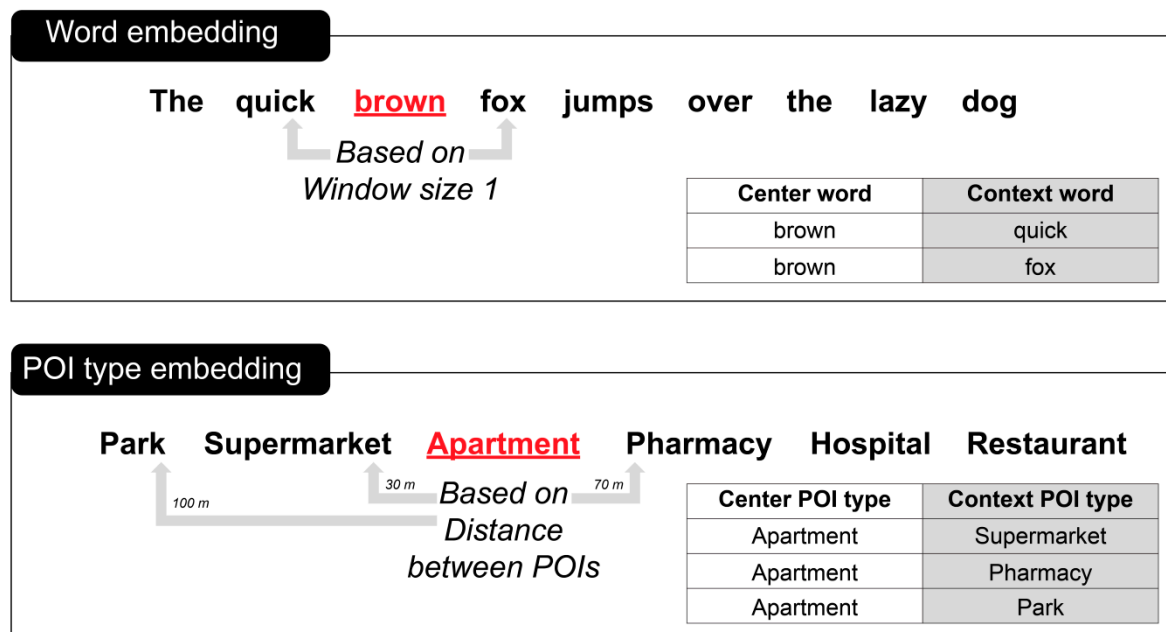 Word embedding
The quick brown fox jumps over the lazy dog
Based on
Window size 1
Center word Context word
brown quick
brown fox
POI type embedding
Park Supermarket Apartment Pharmacy Hospital Restaurant
100 m 30 m Based on 70 m
Distance
between POIs
Center POI type Context POI type
Apartment Supermarket
Apartment Pharmacy
Apartment Park